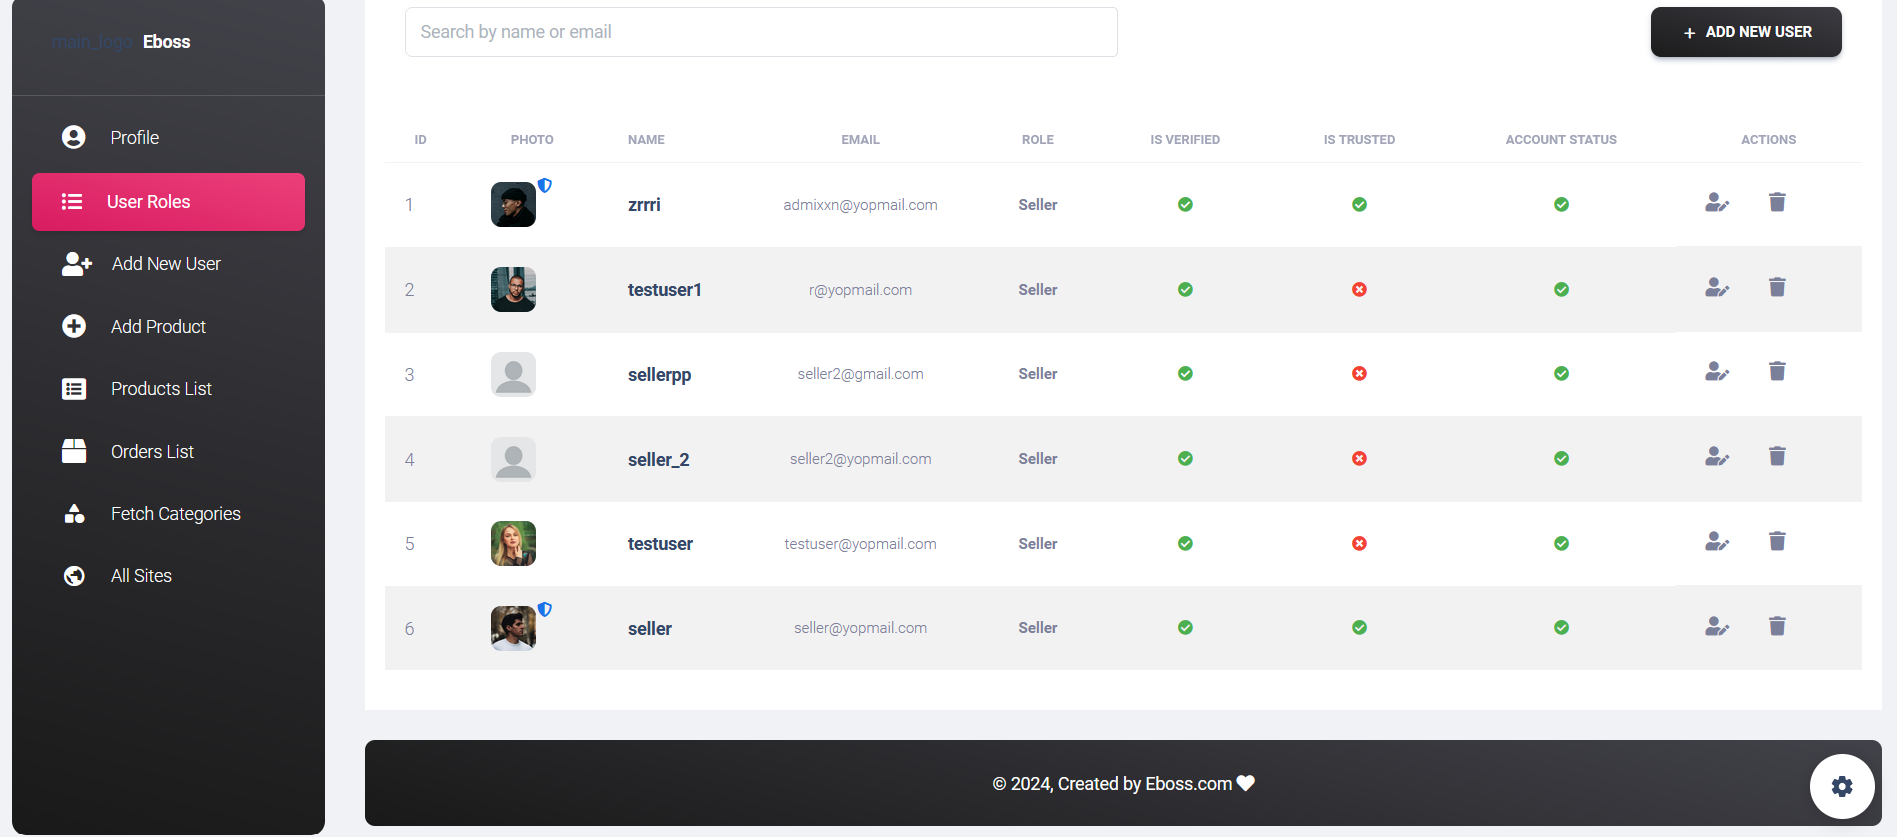 main_logo Eboss
Profile
User Roles
Add New User
Add Product
Products List
Orders List
Fetch Categories
All Sites
Search by name or email
+ ADD NEW USER
ID PHOTO NAME EMAIL ROLE IS VERIFIED IS TRUSTED ACCOUNT STATUS ACTIONS
1 zrrri admixxn@yopmail.com Seller
2 testuser1 r@yopmail.com Seller
3 sellerpp seller2@gmail.com Seller
4 seller_2 seller2@yopmail.com Seller
5 testuser testuser@yopmail.com Seller
6 seller seller@yopmail.com Seller
© 2024, Created by Eboss.com